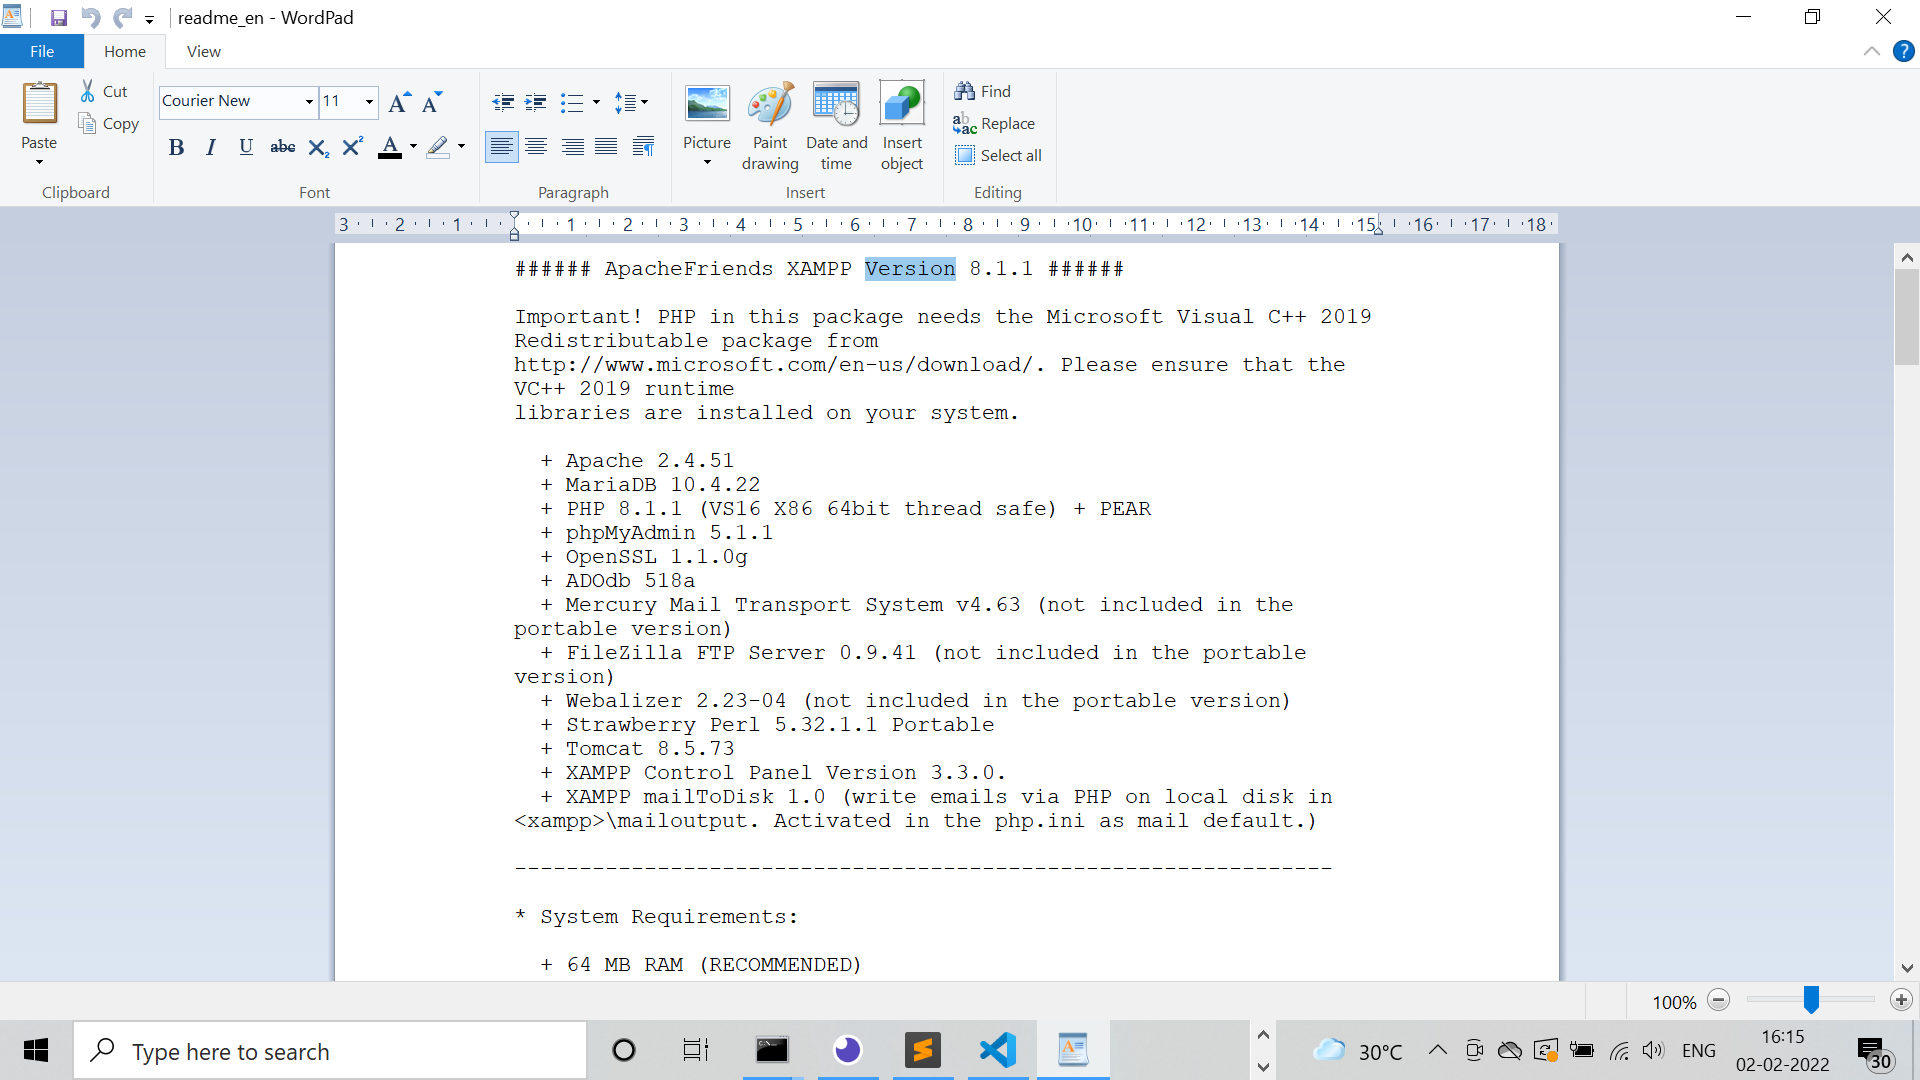 readme_en - WordPad
File Home View
Paste
Cut
Copy
Clipboard
Courier New 11
A A
B I U abc X₂ X² A
Font
Paragraph
Picture
Paint drawing
Date and time
Insert object
Insert
Find
Replace
Select all
Editing
3 2 1 1 2 3 4 5 6 7 8 9 10 11 12 13 14 15 16 17 18
###### ApacheFriends XAMPP Version 8.1.1 ######
Important! PHP in this package needs the Microsoft Visual C++ 2019
Redistributable package from
http://www.microsoft.com/en-us/download/. Please ensure that the
VC++ 2019 runtime
libraries are installed on your system.
+ Apache 2.4.51
+ MariaDB 10.4.22
+ PHP 8.1.1 (VS16 X86 64bit thread safe) + PEAR
+ phpMyAdmin 5.1.1
+ OpenSSL 1.1.0g
+ ADOdb 518a
+ Mercury Mail Transport System v4.63 (not included in the
portable version)
+ FileZilla FTP Server 0.9.41 (not included in the portable
version)
+ Webalizer 2.23-04 (not included in the portable version)
+ Strawberry Perl 5.32.1.1 Portable
+ Tomcat 8.5.73
+ XAMPP Control Panel Version 3.3.0.
+ XAMPP mailToDisk 1.0 (write emails via PHP on local disk in
<xampp>\mailoutput. Activated in the php.ini as mail default.)
---------------------------------------------------------------
* System Requirements:
+ 64 MB RAM (RECOMMENDED)
100%
Type here to search
30°C
ENG
16:15
02-02-2022
30